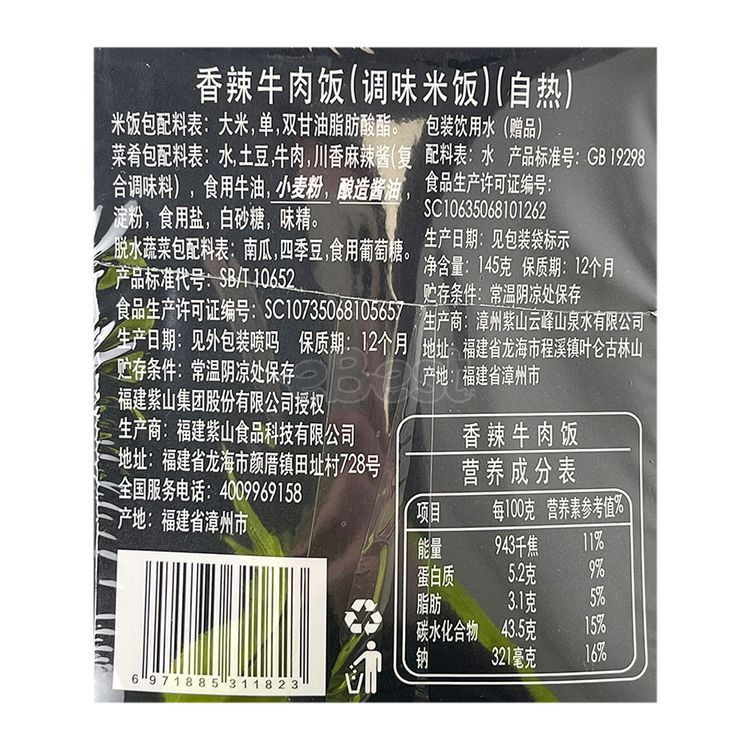 香辣牛肉饭(调味米饭)(自热)
米饭包配料表：大米,单,双甘油脂肪酸酯。
菜肴包配料表：水,土豆,牛肉,川香麻辣酱(复
合调味料），食用牛油,小麦粉，酿造酱油，
淀粉，食用盐，白砂糖，味精。
脱水蔬菜包配料表：南瓜,四季豆,食用葡萄糖。
产品标准代号：SB/T 10652
食品生产许可证编号：SC10735068105657
生产日期：见外包装喷吗 保质期：12个月
贮存条件：常温阴凉处保存
福建紫山集团股份有限公司授权
生产商：福建紫山食品科技有限公司
地址：福建省龙海市颜厝镇田址村728号
全国服务电话：4009969158
产地：福建省漳州市
包装饮用水（赠品）
配料表：水 产品标准号：GB 19298
食品生产许可证编号：
SC10635068101262
生产日期：见包装袋标示
净含量：145克 保质期：12个月
贮存条件：常温阴凉处保存
生产商：漳州紫山云峰山泉水有限公司
地址：福建省龙海市程溪镇叶仑古林山
产地：福建省漳州市
香辣牛肉饭
营养成分表
项目 每100克 营养素参考值%
能量 943千焦 11%
蛋白质 5.2克 9%
脂肪 3.1克 5%
碳水化合物 43.5克 15%
钠 321毫克 16%
6 971885 311823
eBest